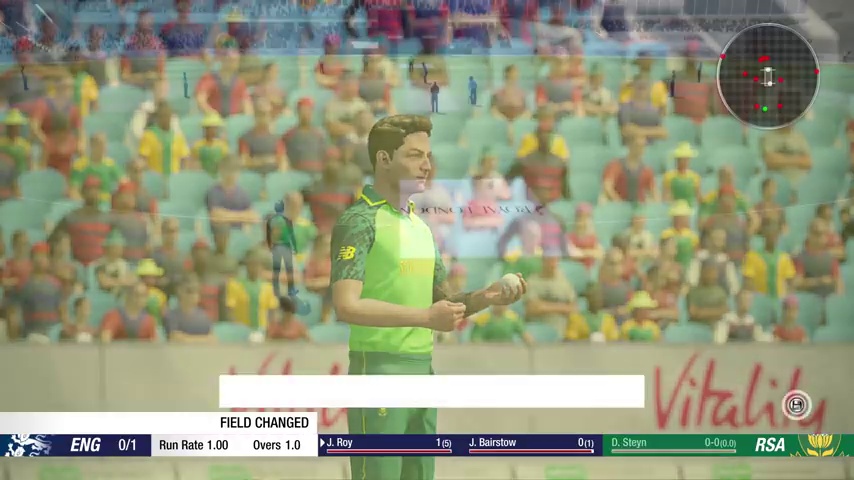 NB
Vitality
FIELD CHANGED
ENG 0/1 Run Rate 1.00 Overs 1.0 J. Roy 1(5) J. Bairstow 0(1) D. Steyn 0-0(0.0) RSA